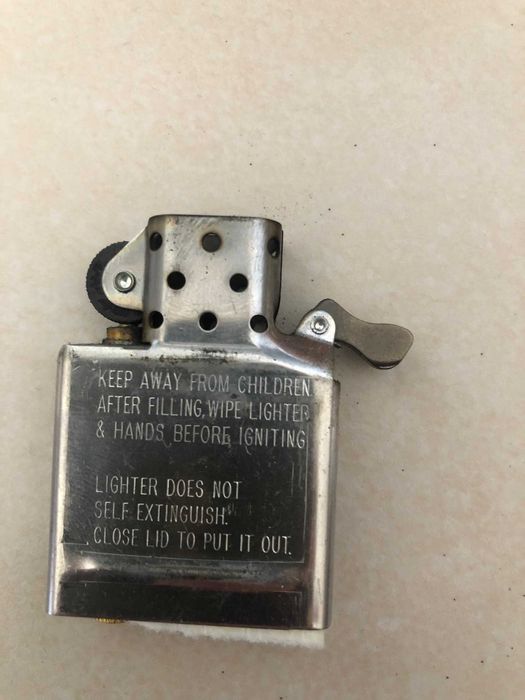 KEEP AWAY FROM CHILDREN.
AFTER FILLING, WIPE LIGHTER
& HANDS BEFORE IGNITING
LIGHTER DOES NOT
SELF EXTINGUISH.
CLOSE LID TO PUT IT OUT.